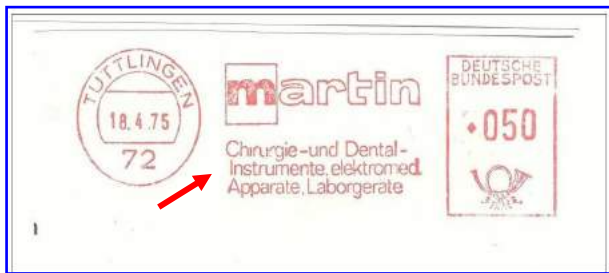 TUTTLINGEN
18.4.75
72
martin
Chirurgie-und Dental-
Instrumente, elektromed.
Apparate, Laborgeräte
DEUTSCHE
BUNDESPOST
050